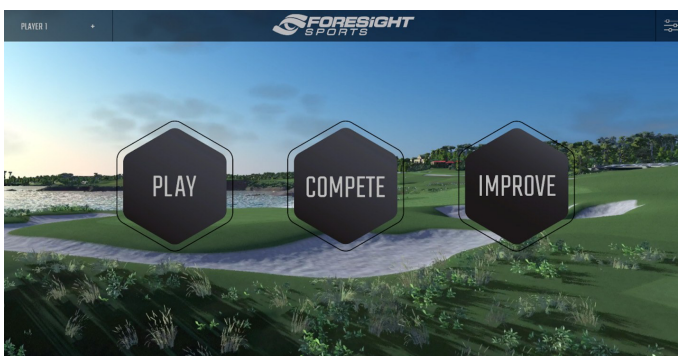 PLAYER 1 +
FORESIGHT
SPORTS
PLAY
COMPETE
IMPROVE